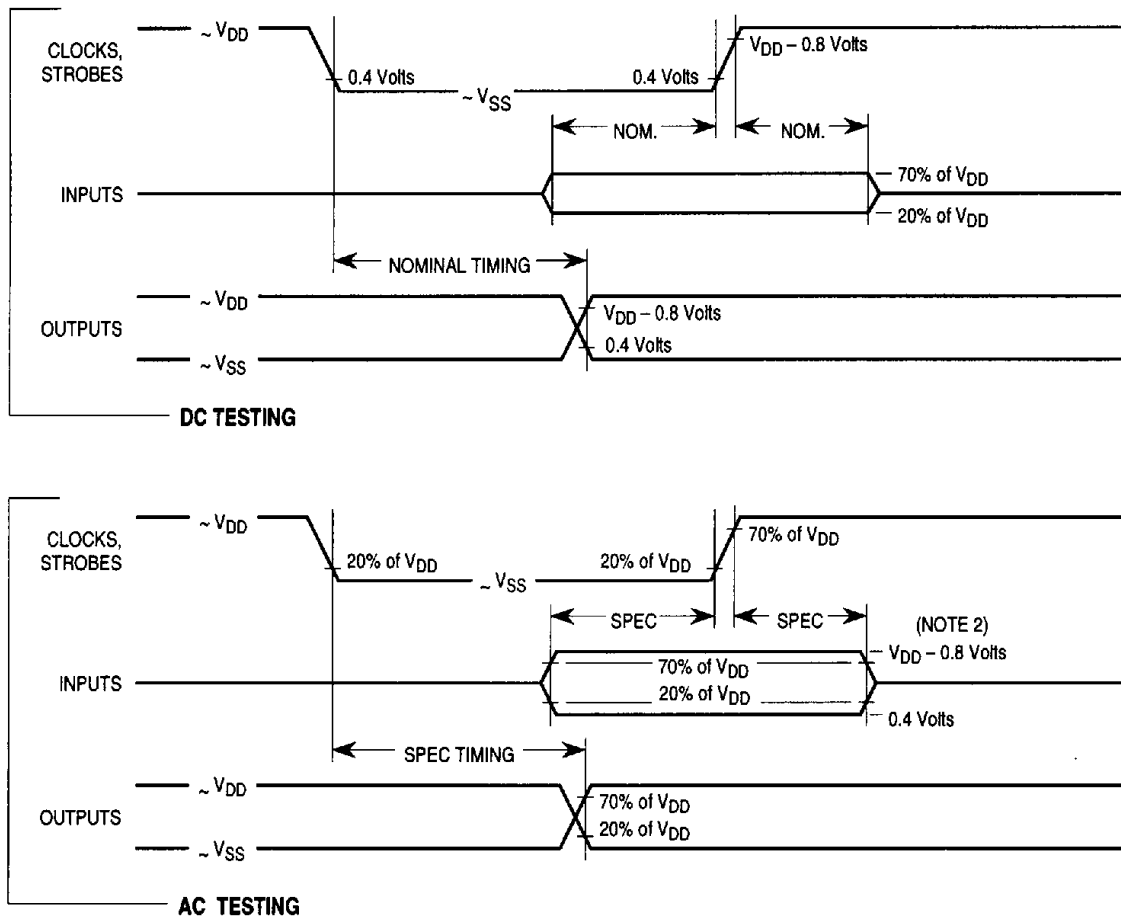 CLOCKS,
STROBES
~ VDD
0.4 Volts
~ VSS
0.4 Volts
VDD – 0.8 Volts
NOM.
NOM.
INPUTS
70% of VDD
20% of VDD
NOMINAL TIMING
OUTPUTS
~ VDD
VDD – 0.8 Volts
0.4 Volts
~ VSS
DC TESTING
CLOCKS,
STROBES
~ VDD
20% of VDD
~ VSS
20% of VDD
70% of VDD
SPEC
SPEC
(NOTE 2)
INPUTS
VDD – 0.8 Volts
70% of VDD
20% of VDD
0.4 Volts
SPEC TIMING
OUTPUTS
~ VDD
70% of VDD
20% of VDD
~ VSS
AC TESTING